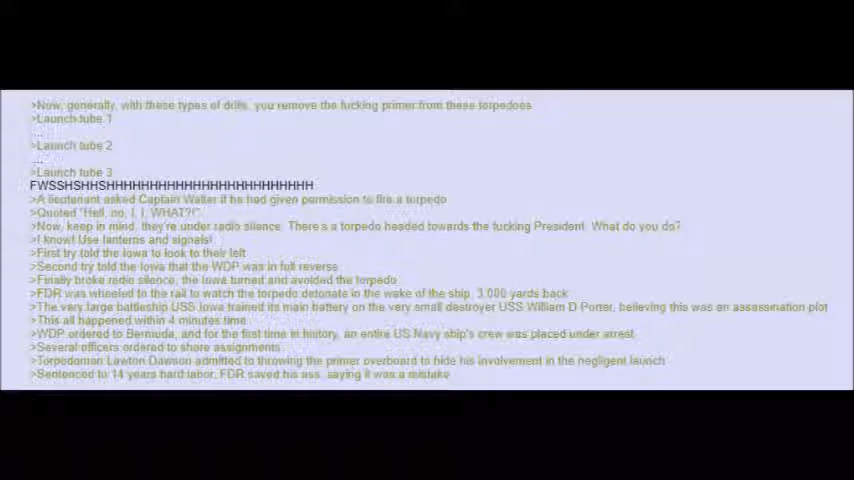 >Now, generally, with these types of drills, you remove the fucking primer from these torpedoes
>Launch tube 1
...
>Launch tube 2
...
>Launch tube 3
FWSSHSHHSHHHHHHHHHHHHHHHHHHHHHHHHH
>A lieutenant asked Captain Walter if he had given permission to fire a torpedo
>Quoted "Hell, no, I, I, WHAT?!"
>Now, keep in mind, they're under radio silence. There's a torpedo headed towards the fucking President. What do you do?
>I know! Use lanterns and signals!
>First try told the Iowa to look to their left
>Second try told the Iowa that the WDP was in full reverse
>Finally broke radio silence, the Iowa turned and avoided the torpedo
>FDR was wheeled to the rail to watch the torpedo detonate in the wake of the ship, 3,000 yards back
>The very large battleship USS Iowa trained its main battery on the very small destroyer USS William D Porter, believing this was an assassination plot
>This all happened within 4 minutes time
>WDP ordered to Bermuda, and for the first time in history, an entire US Navy ship's crew was placed under arrest
>Several officers ordered to shore assignments
>Torpedoman Lawton Dawson admitted to throwing the primer overboard to hide his involvement in the negligent launch
>Sentenced to 14 years hard labor, FDR saved his ass, saying it was a mistake